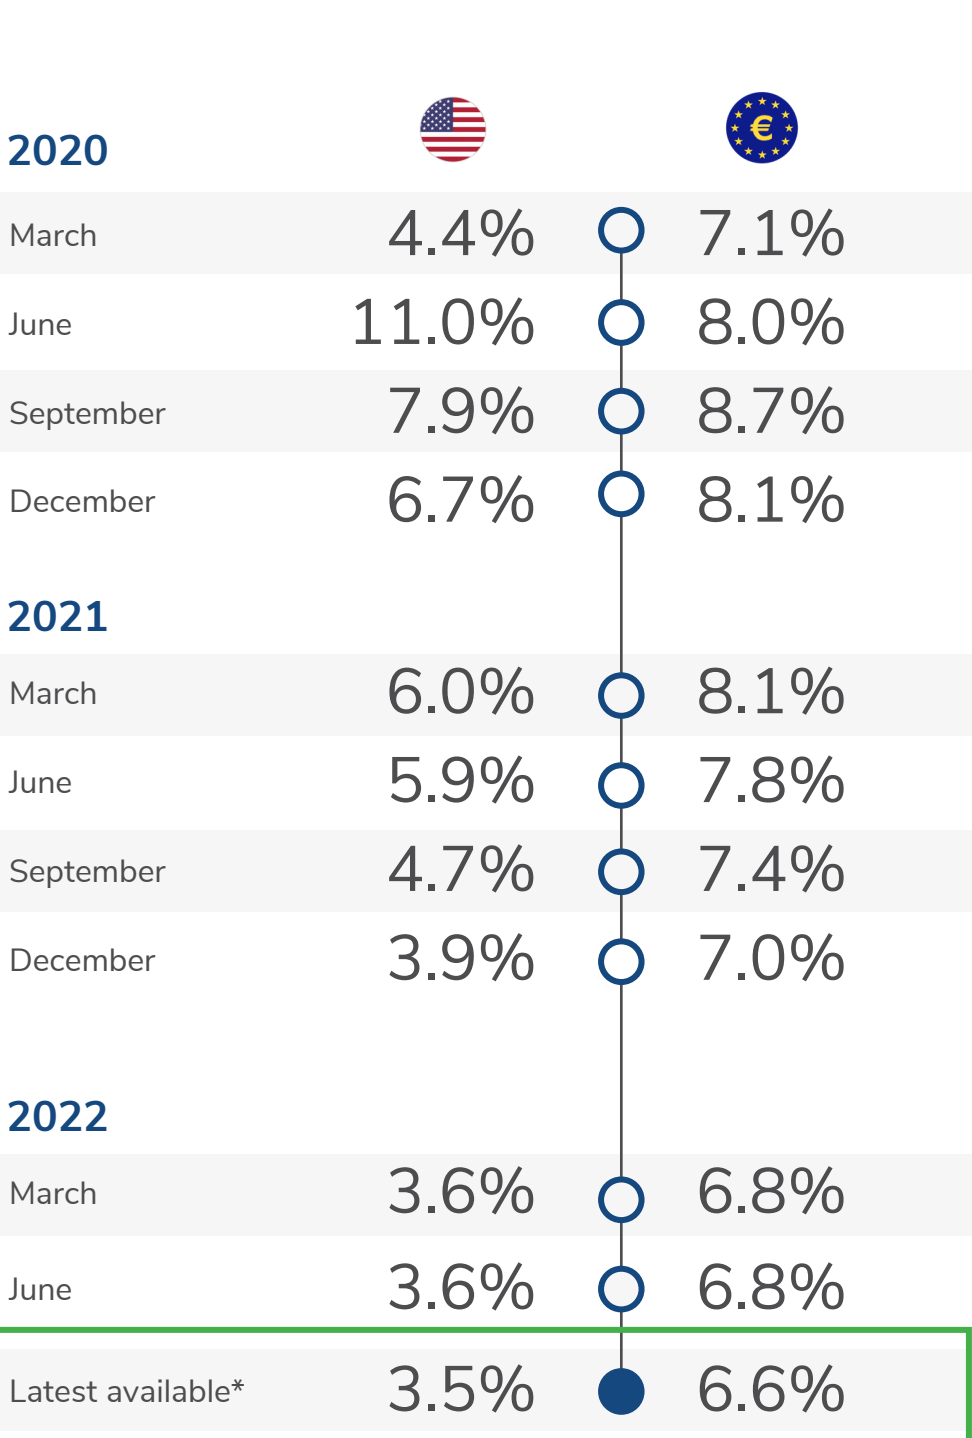 2020
€
March 4.4% 7.1%
June 11.0% 8.0%
September 7.9% 8.7%
December 6.7% 8.1%
2021
March 6.0% 8.1%
June 5.9% 7.8%
September 4.7% 7.4%
December 3.9% 7.0%
2022
March 3.6% 6.8%
June 3.6% 6.8%
Latest available* 3.5% 6.6%